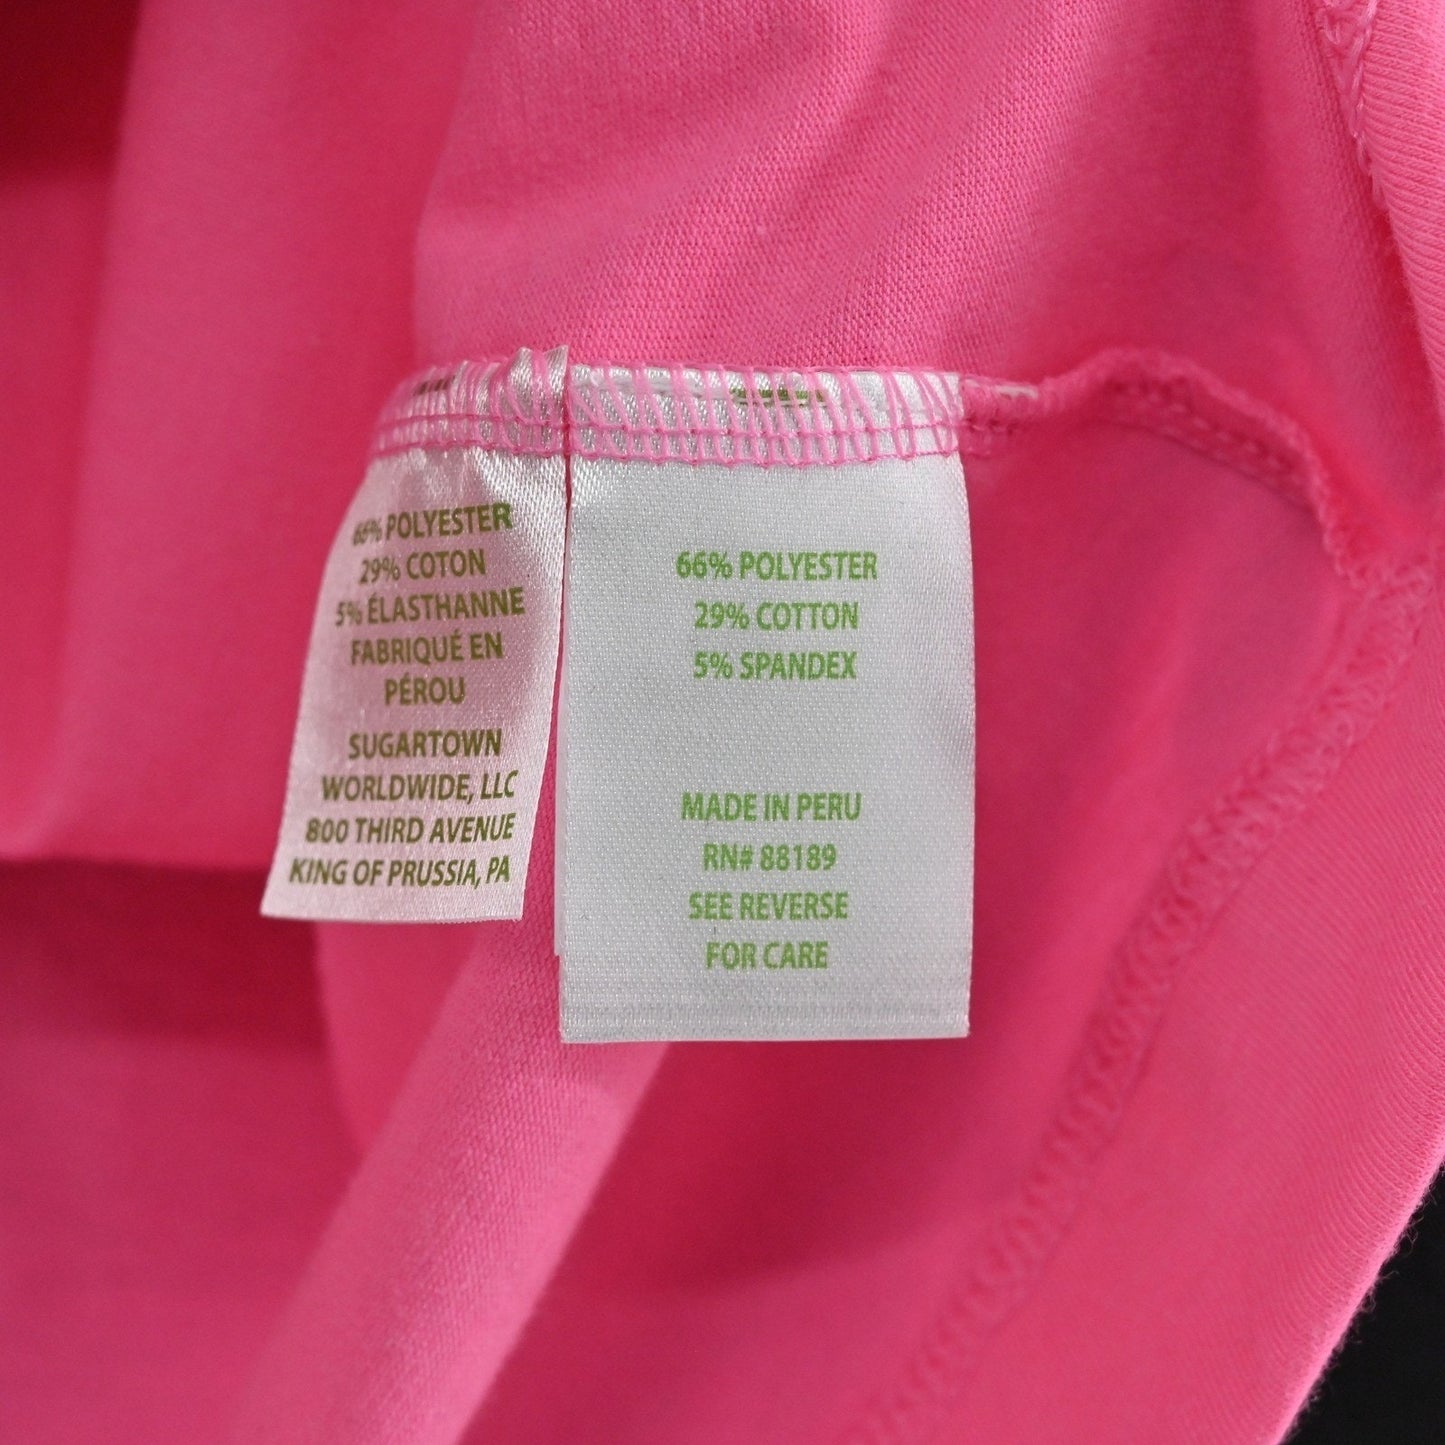 66% POLYESTER
29% COTON
5% ÉLASTHANNE
FABRIQUÉ EN
PÉROU
SUGARTOWN
WORLDWIDE, LLC
800 THIRD AVENUE
KING OF PRUSSIA, PA
66% POLYESTER
29% COTTON
5% SPANDEX
MADE IN PERU
RN# 88189
SEE REVERSE
FOR CARE